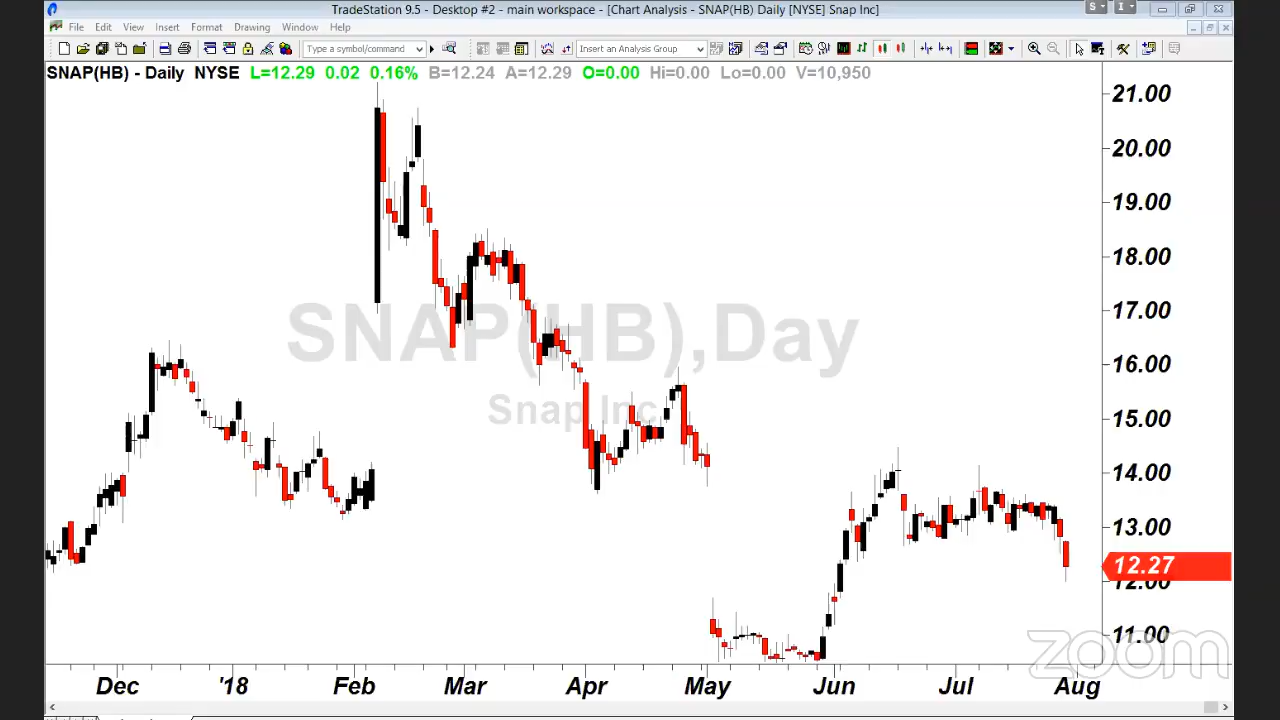 TradeStation 9.5 - Desktop #2 - main workspace - [Chart Analysis - SNAP(HB) Daily [NYSE] Snap Inc]
S I
File Edit View Insert Format Drawing Window Help
Type a symbol/command Insert an Analysis Group
SNAP(HB) - Daily NYSE L=12.29 0.02 0.16% B=12.24 A=12.29 O=0.00 Hi=0.00 Lo=0.00 V=10,950
21.00
20.00
19.00
18.00
17.00
SNAP(HB),Day
16.00
Snap Inc.
15.00
14.00
13.00
12.27
12.00
11.00
zoom
Dec '18 Feb Mar Apr May Jun Jul Aug